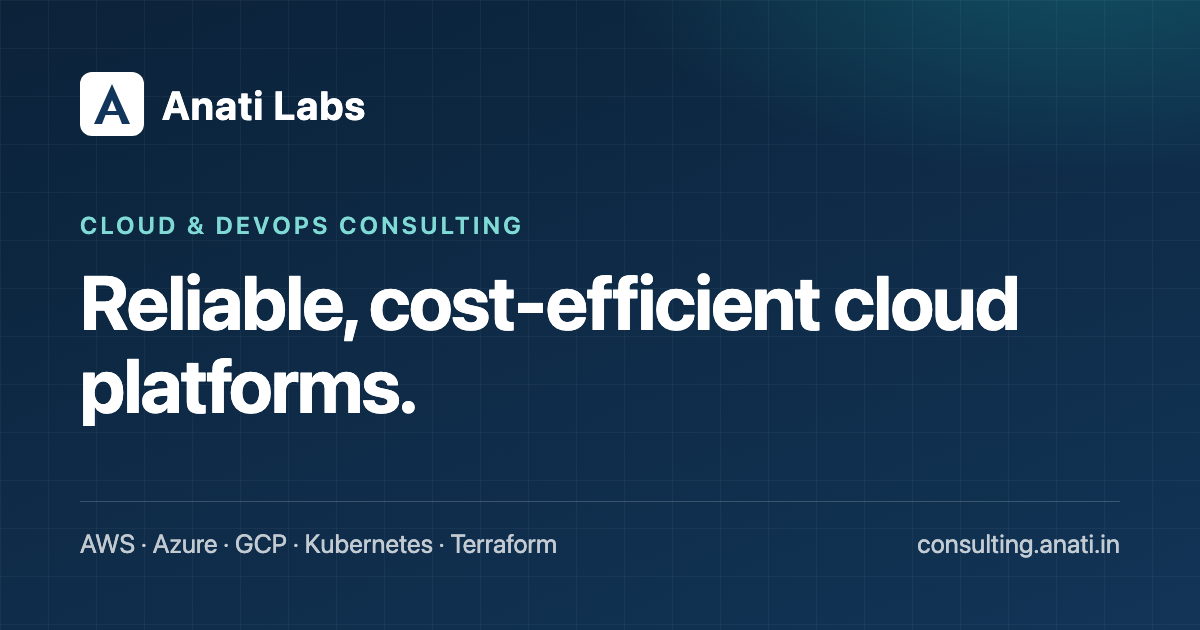 A
Anati Labs
CLOUD & DEVOPS CONSULTING
Reliable, cost-efficient cloud
platforms.
AWS · Azure · GCP · Kubernetes · Terraform
consulting.anati.in